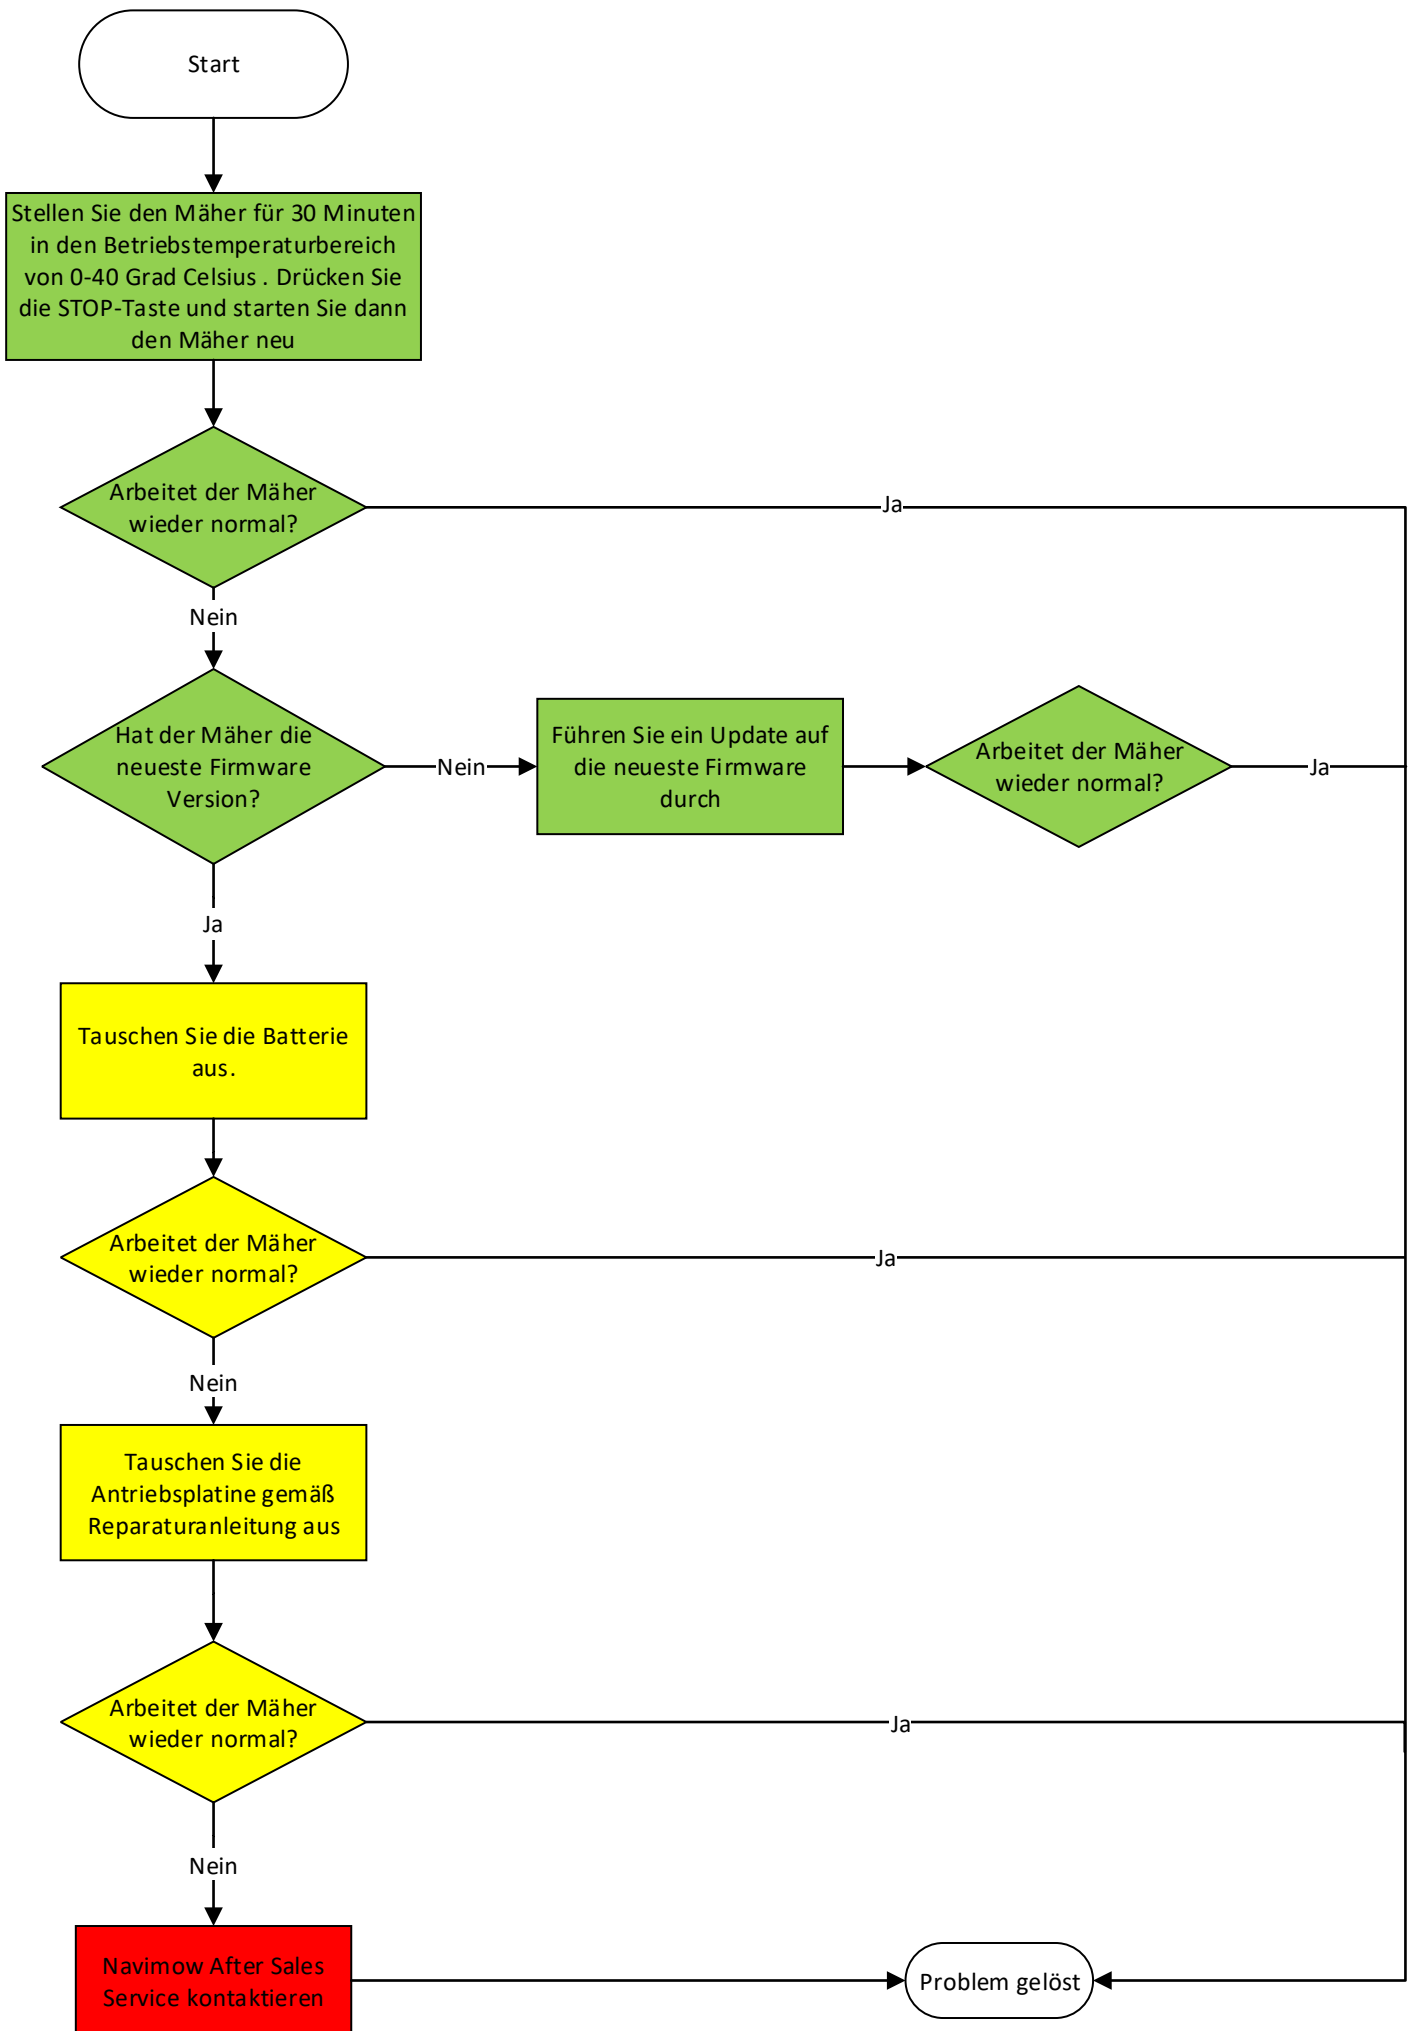 Start
Stellen Sie den Mäher für 30 Minuten
in den Betriebstemperaturbereich
von 0-40 Grad Celsius . Drücken Sie
die STOP-Taste und starten Sie dann
den Mäher neu
Arbeitet der Mäher
wieder normal?
Ja
Nein
Hat der Mäher die
neueste Firmware
Version?
Nein
Führen Sie ein Update auf
die neueste Firmware
durch
Arbeitet der Mäher
wieder normal?
Ja
Ja
Tauschen Sie die Batterie
aus.
Arbeitet der Mäher
wieder normal?
Ja
Nein
Tauschen Sie die
Antriebsplatine gemäß
Reparaturanleitung aus
Arbeitet der Mäher
wieder normal?
Ja
Nein
Navimow After Sales
Service kontaktieren
Problem gelöst